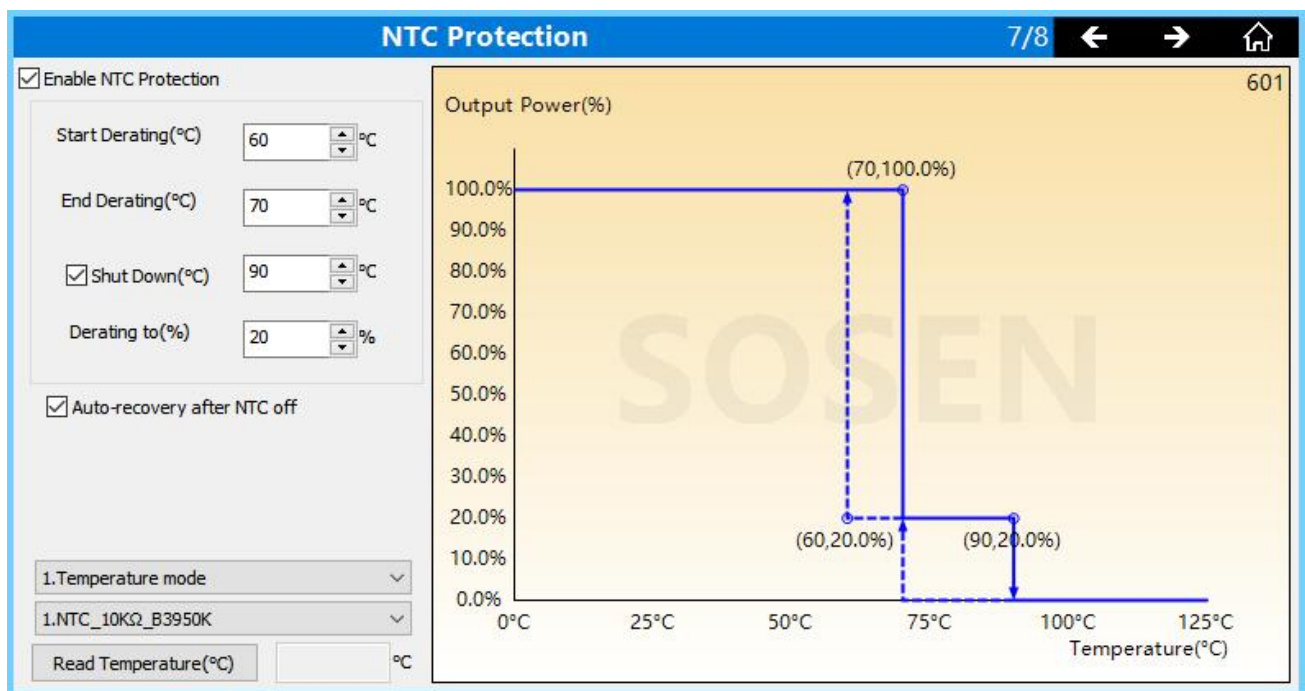 NTC Protection
7/8
Enable NTC Protection
Start Derating(°C) 60 °C
End Derating(°C) 70 °C
Shut Down(°C) 90 °C
Derating to(%) 20 %
Auto-recovery after NTC off
1.Temperature mode
1.NTC_10KΩ_B3950K
Read Temperature(°C) °C
601
Output Power(%)
(70,100.0%)
100.0%
90.0%
80.0%
70.0%
60.0%
50.0%
40.0%
30.0%
20.0%
10.0%
0.0%
SOSEN
(60,20.0%) (90,20.0%)
0°C 25°C 50°C 75°C 100°C 125°C
Temperature(°C)